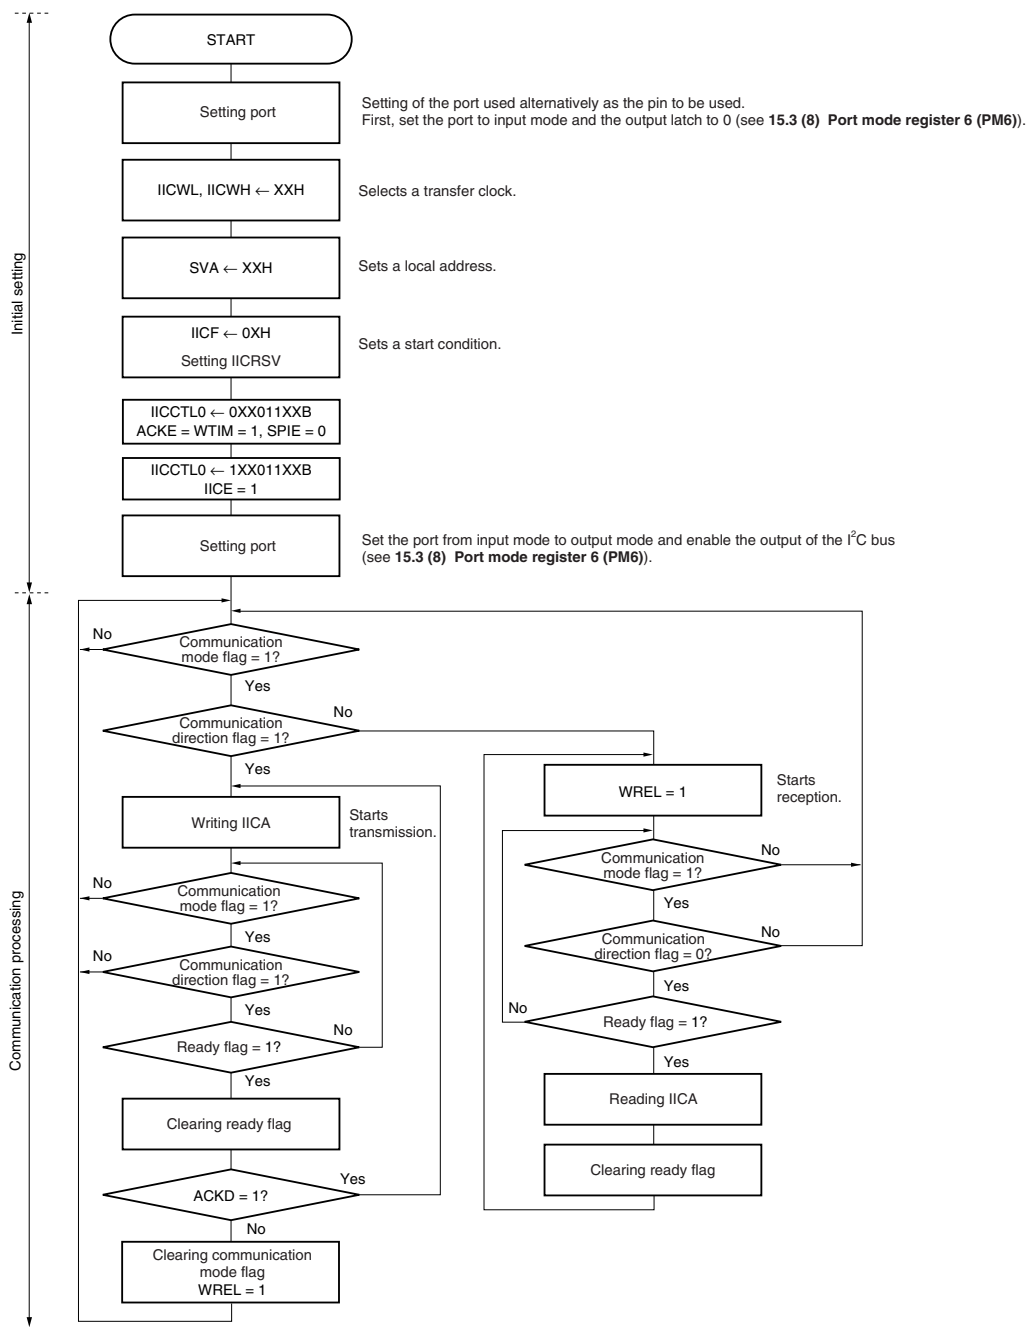 START
Setting port
Setting of the port used alternatively as the pin to be used.
First, set the port to input mode and the output latch to 0 (see 15.3 (8) Port mode register 6 (PM6)).
IICWL, IICWH ← XXH
Selects a transfer clock.
SVA ← XXH
Sets a local address.
Initial setting
IICF ← 0XH
Setting IICRSV
Sets a start condition.
IICCTL0 ← 0XX011XXB
ACKE = WTIM = 1, SPIE = 0
IICCTL0 ← 1XX011XXB
IICE = 1
Setting port
Set the port from input mode to output mode and enable the output of the I²C bus
(see 15.3 (8) Port mode register 6 (PM6)).
Communication processing
No
Communication
mode flag = 1?
Yes
Communication
direction flag = 1?
No
Yes
Writing IICA
Starts
transmission.
No
Communication
mode flag = 1?
Yes
No
Communication
direction flag = 1?
Yes
Ready flag = 1?
No
Yes
Clearing ready flag
ACKD = 1?
Yes
No
Clearing communication
mode flag
WREL = 1
WREL = 1
Starts
reception.
Communication
mode flag = 1?
No
Yes
Communication
direction flag = 0?
No
Yes
No
Ready flag = 1?
Yes
Reading IICA
Clearing ready flag